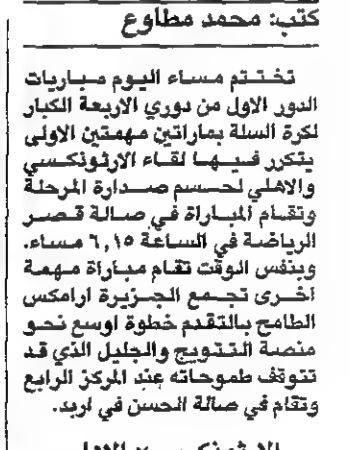 كتب: محمد مطاوع
تختتم مساء اليوم مباريات
الدور الاول من دوري الاربعة الكبار
لكرة السلة بماراتين مهمتين الاولى
يتكرر فيها لقاء الارثونكسي
والاهلي لحسم صدارة المرحلة
وتقام المباراة في صالة قصر
الرياضة في الساعة ٦,١٥ مساء.
وبنفس الوقت تقام مباراة مهمة
اخرى تجمع الجزيرة ارامكس
الطامح بالتقدم خطوة اوسع نحو
منصة التتويج والجليل الذي قد
تتوقف طموحاته عند المركز الرابع
وتقام في صالة الحسن في اربد.